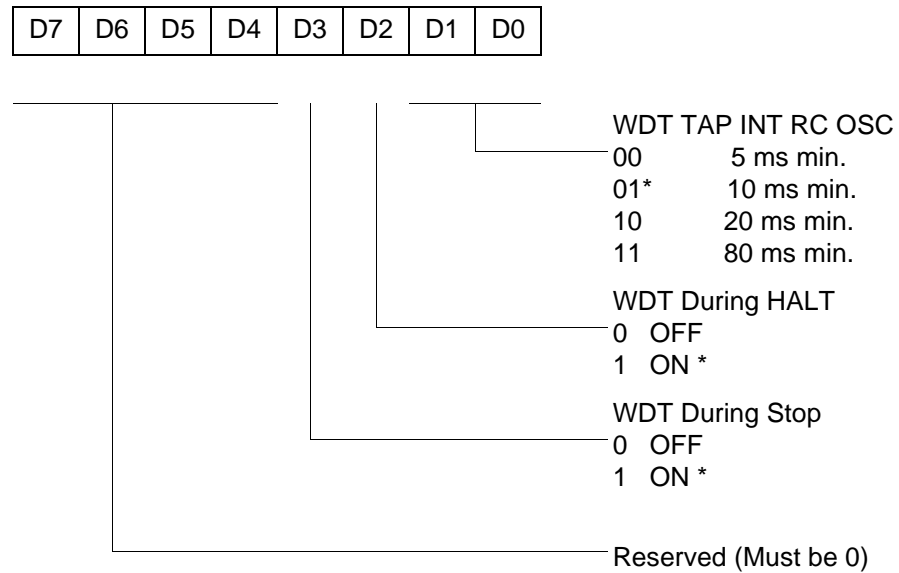 D7 D6 D5 D4 D3 D2 D1 D0
WDT TAP INT RC OSC
00 5 ms min.
01* 10 ms min.
10 20 ms min.
11 80 ms min.
WDT During HALT
0 OFF
1 ON *
WDT During Stop
0 OFF
1 ON *
Reserved (Must be 0)